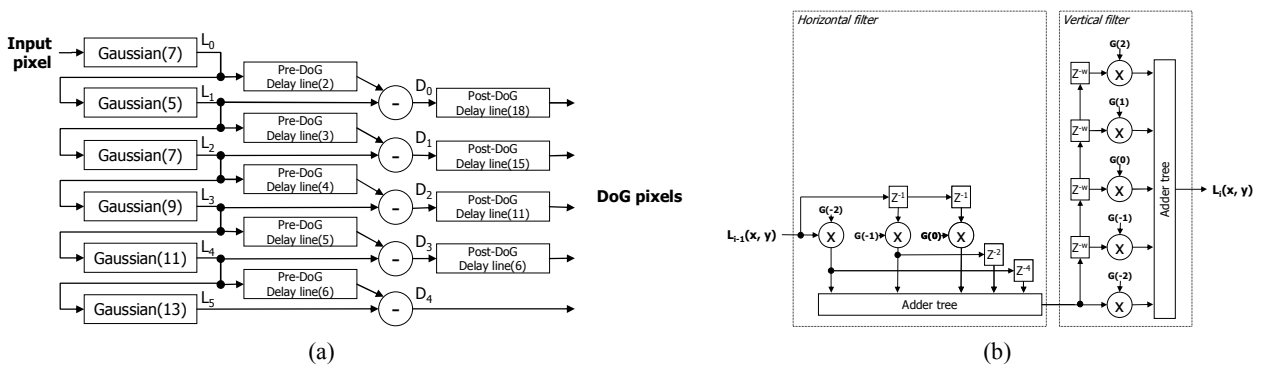 Input
pixel
Gaussian(7)
L0
Pre-DoG
Delay line(2)
-
D0
Post-DoG
Delay line(18)
Gaussian(5)
L1
Pre-DoG
Delay line(3)
-
D1
Post-DoG
Delay line(15)
Gaussian(7)
L2
Pre-DoG
Delay line(4)
-
D2
Post-DoG
Delay line(11)
DoG pixels
Gaussian(9)
L3
Pre-DoG
Delay line(5)
-
D3
Post-DoG
Delay line(6)
Gaussian(11)
L4
Pre-DoG
Delay line(6)
-
D4
Gaussian(13)
L5
(a)
Horizontal filter
Li-1(x, y)
G(-2)
X
Z-1
G(-1)
X
Z-1
G(0)
X
Z-2
Z-4
Adder tree
Vertical filter
G(2)
Z-w
X
G(1)
Z-w
X
G(0)
Z-w
X
G(-1)
Z-w
X
G(-2)
X
Adder tree
Li(x, y)
(b)